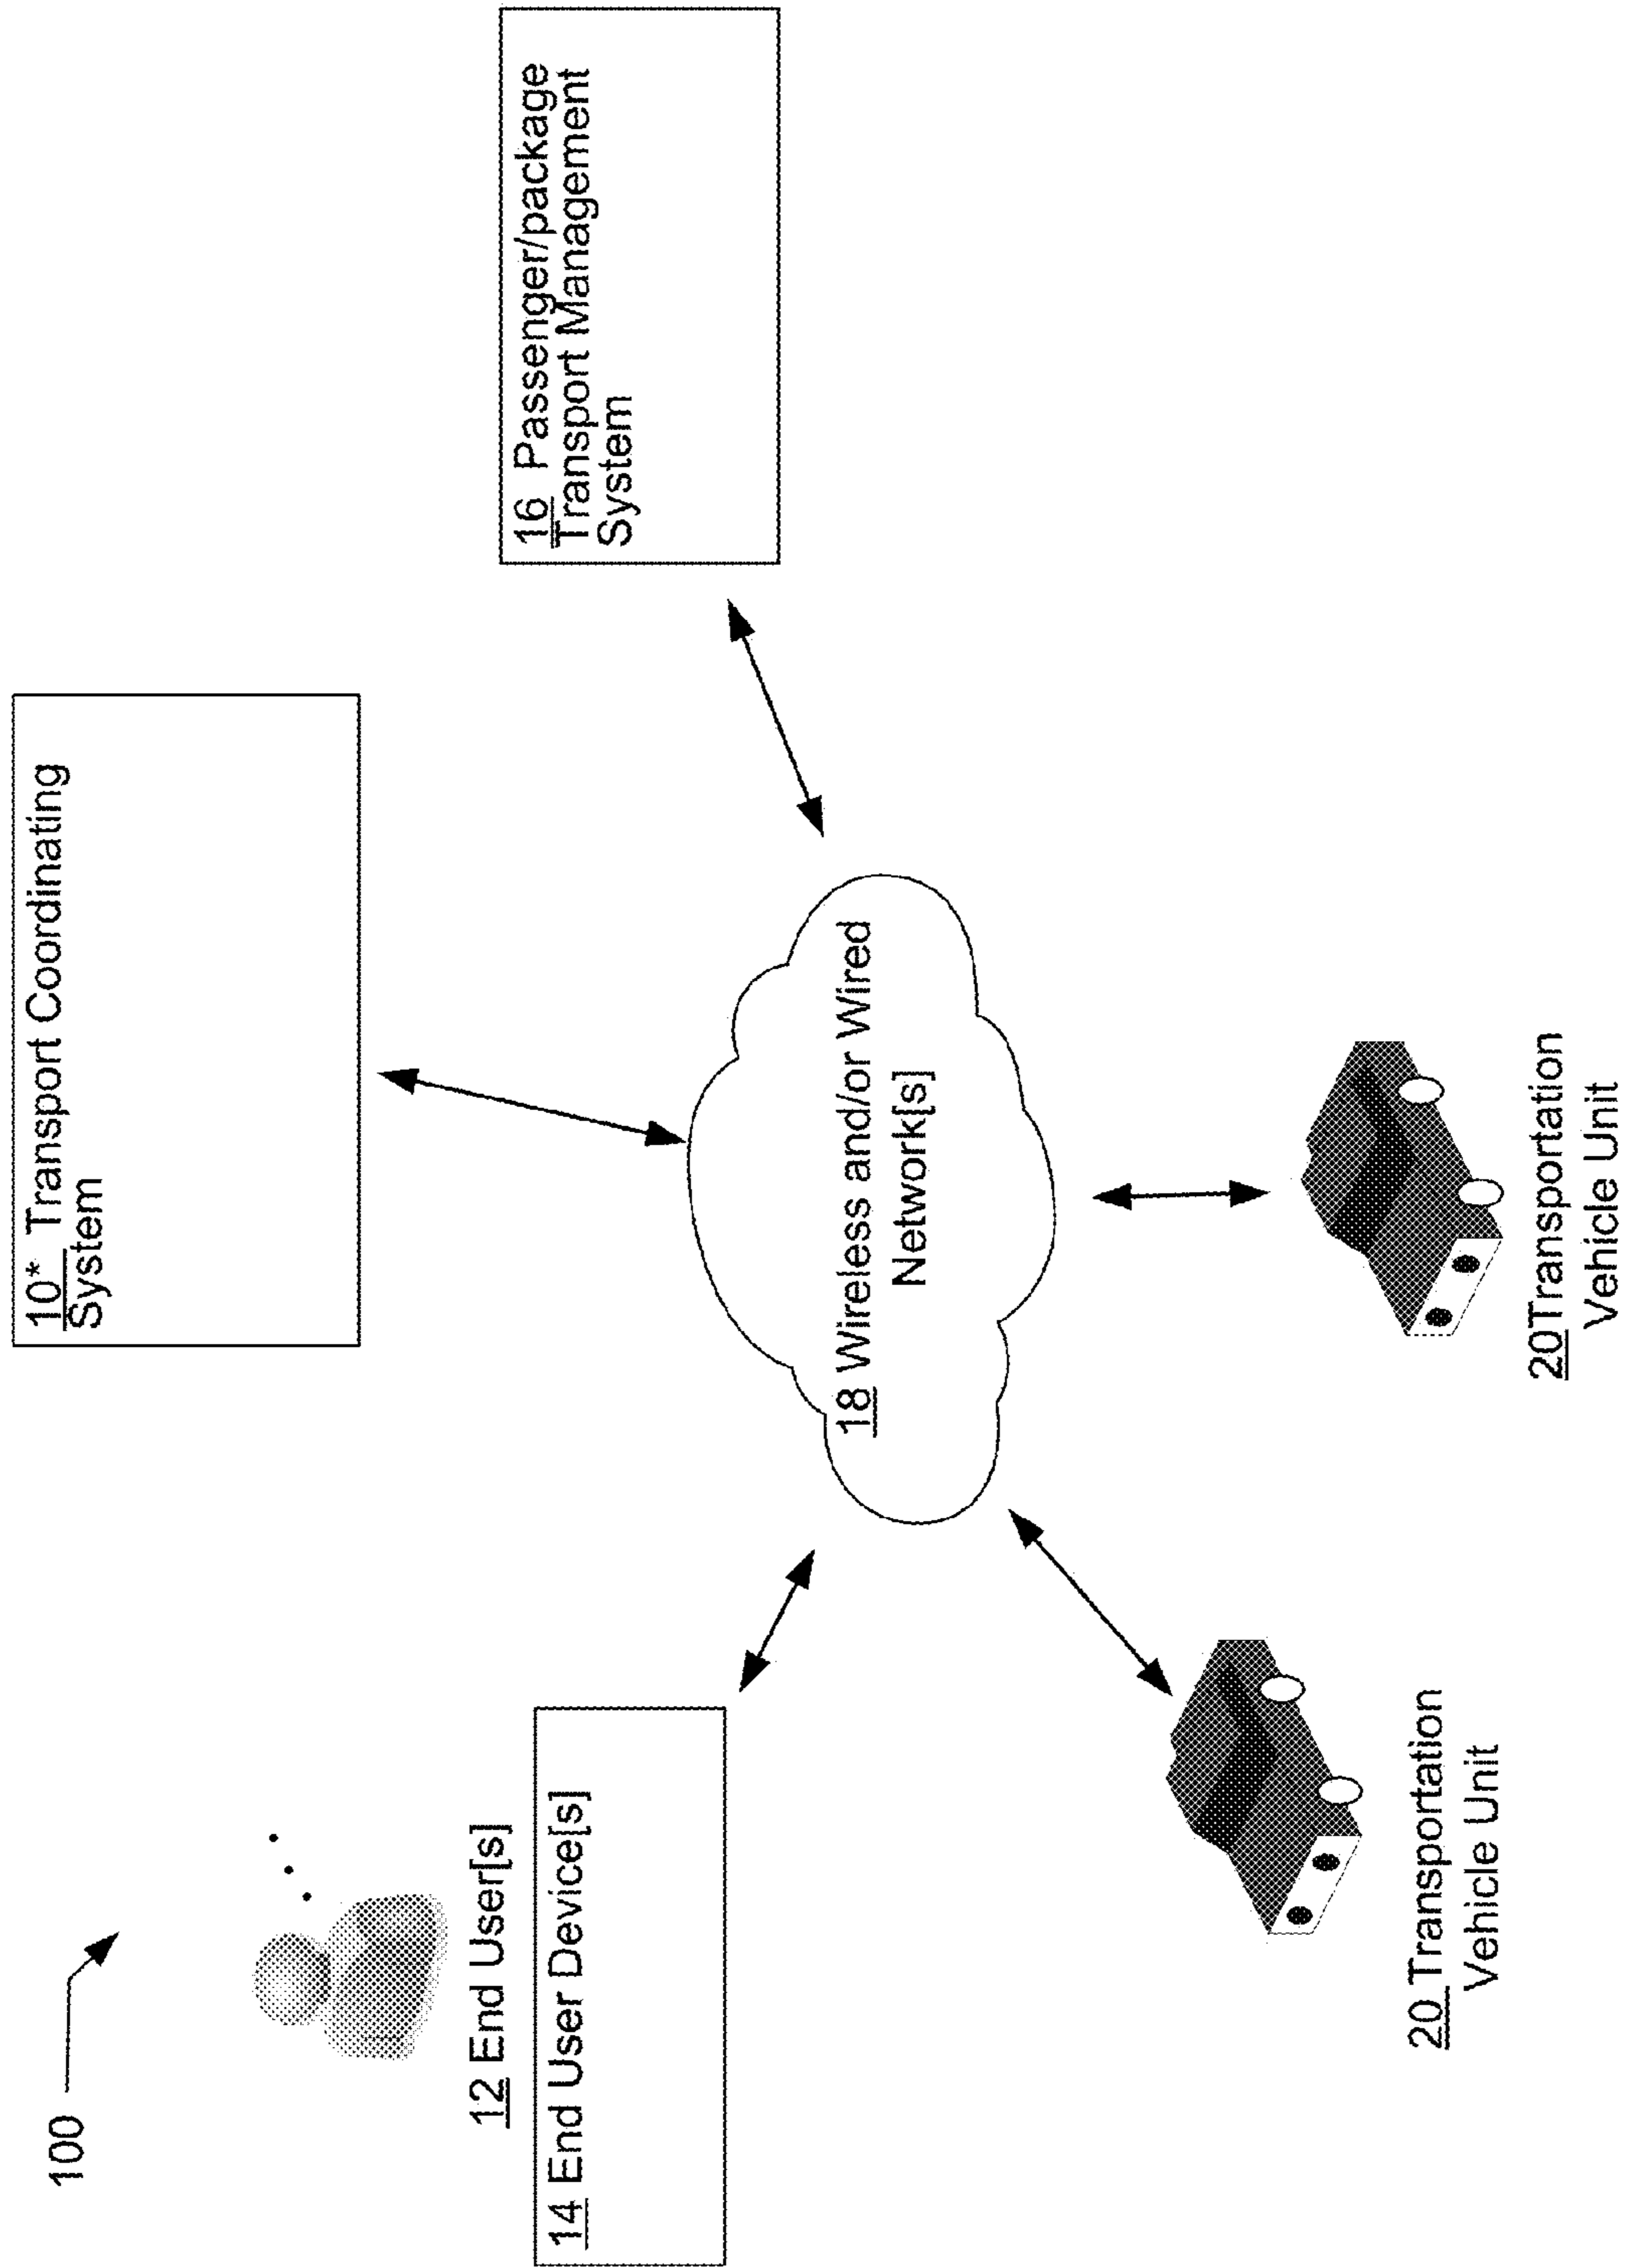 100
10* Transport Coordinating
System
12 End User[s]
14 End User Device[s]
16 Passenger/package
Transport Management
System
18 Wireless and/or Wired
Network[s]
20 Transportation
Vehicle Unit
20Transportation
Vehicle Unit